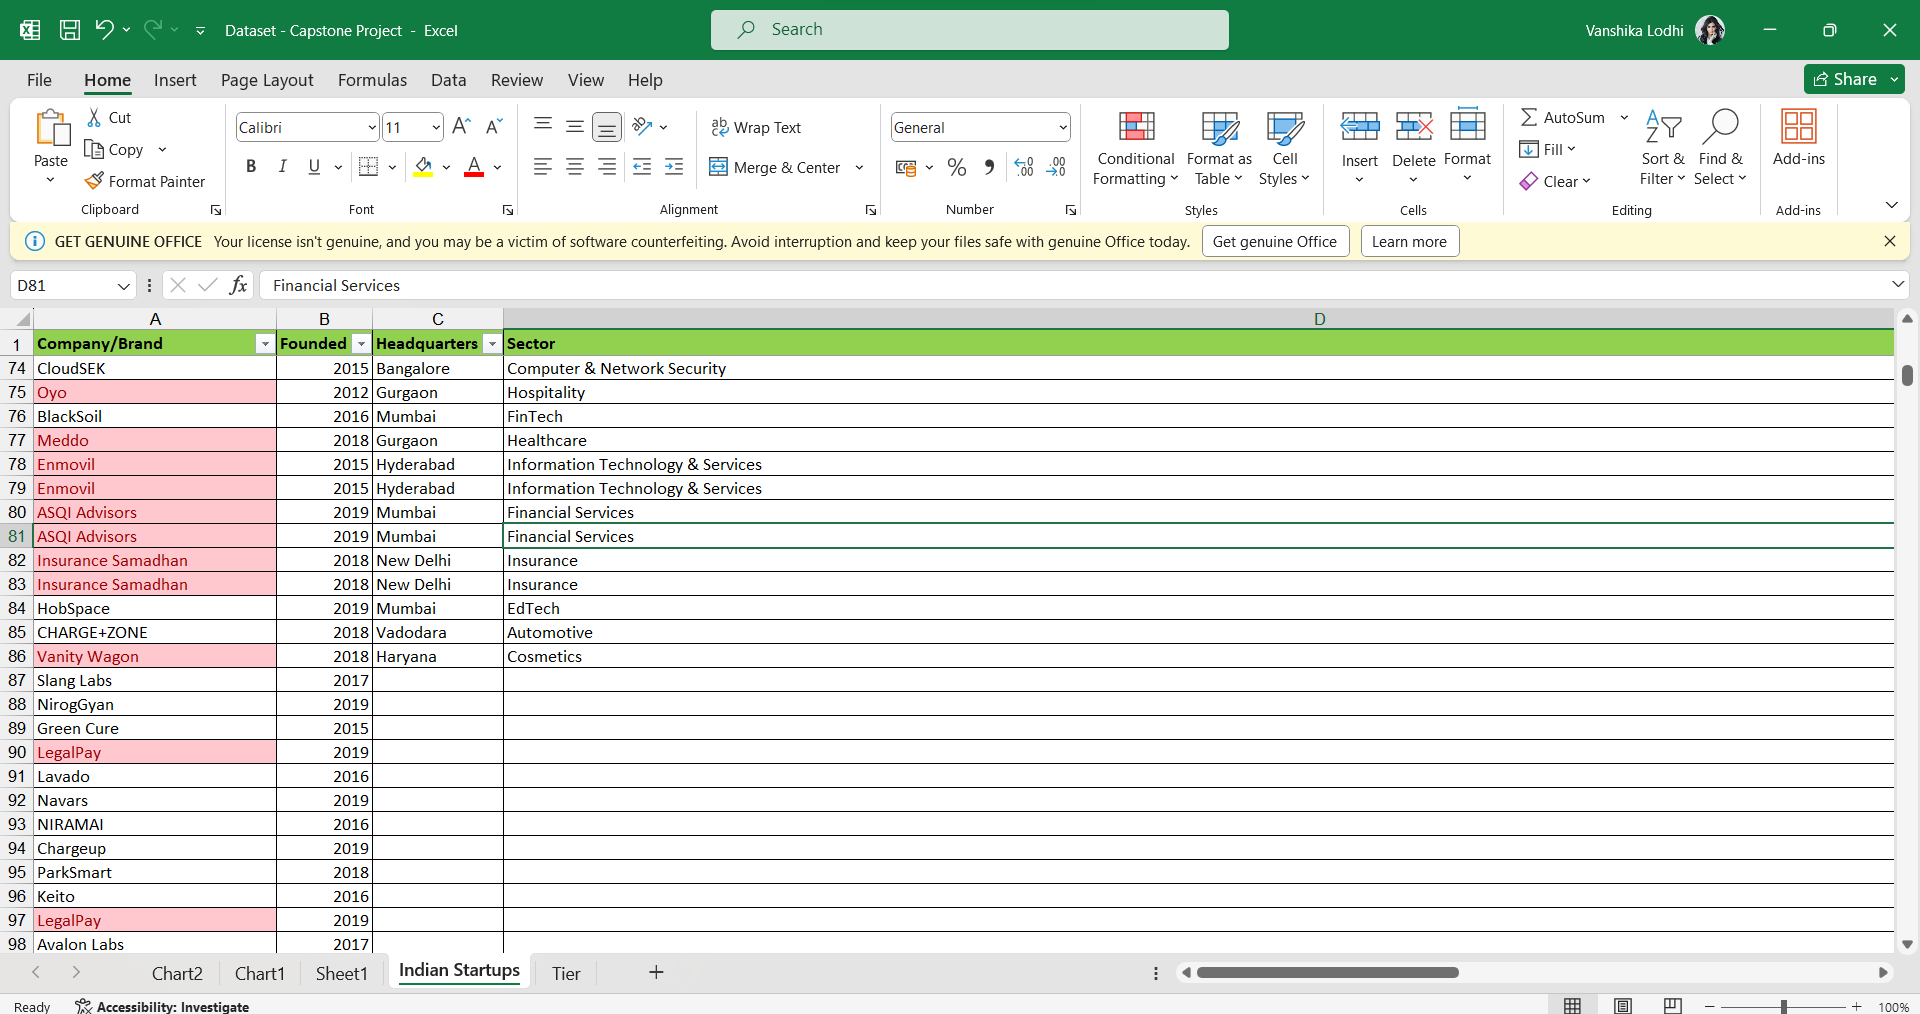 Dataset - Capstone Project - Excel
Search
Vanshika Lodhi
File Home Insert Page Layout Formulas Data Review View Help
Share
Paste
Cut
Copy
Format Painter
Clipboard
Calibri 11
B I U
Font
Wrap Text
Merge & Center
Alignment
General
Number
Conditional Formatting
Format as Table
Cell Styles
Styles
Insert
Delete
Format
Cells
AutoSum
Fill
Clear
Sort & Filter
Find & Select
Editing
Add-ins
Add-ins
GET GENUINE OFFICE Your license isn't genuine, and you may be a victim of software counterfeiting. Avoid interruption and keep your files safe with genuine Office today. Get genuine Office Learn more
D81 fx Financial Services
A B C D
1 Company/Brand Founded Headquarters Sector
74 CloudSEK 2015 Bangalore Computer & Network Security
75 Oyo 2012 Gurgaon Hospitality
76 BlackSoil 2016 Mumbai FinTech
77 Meddo 2018 Gurgaon Healthcare
78 Enmovil 2015 Hyderabad Information Technology & Services
79 Enmovil 2015 Hyderabad Information Technology & Services
80 ASQI Advisors 2019 Mumbai Financial Services
81 ASQI Advisors 2019 Mumbai Financial Services
82 Insurance Samadhan 2018 New Delhi Insurance
83 Insurance Samadhan 2018 New Delhi Insurance
84 HobSpace 2019 Mumbai EdTech
85 CHARGE+ZONE 2018 Vadodara Automotive
86 Vanity Wagon 2018 Haryana Cosmetics
87 Slang Labs 2017
88 NirogGyan 2019
89 Green Cure 2015
90 LegalPay 2019
91 Lavado 2016
92 Navars 2019
93 NIRAMAI 2016
94 Chargeup 2019
95 ParkSmart 2018
96 Keito 2016
97 LegalPay 2019
98 Avalon Labs 2017
Chart2 Chart1 Sheet1 Indian Startups Tier
Ready Accessibility: Investigate 100%